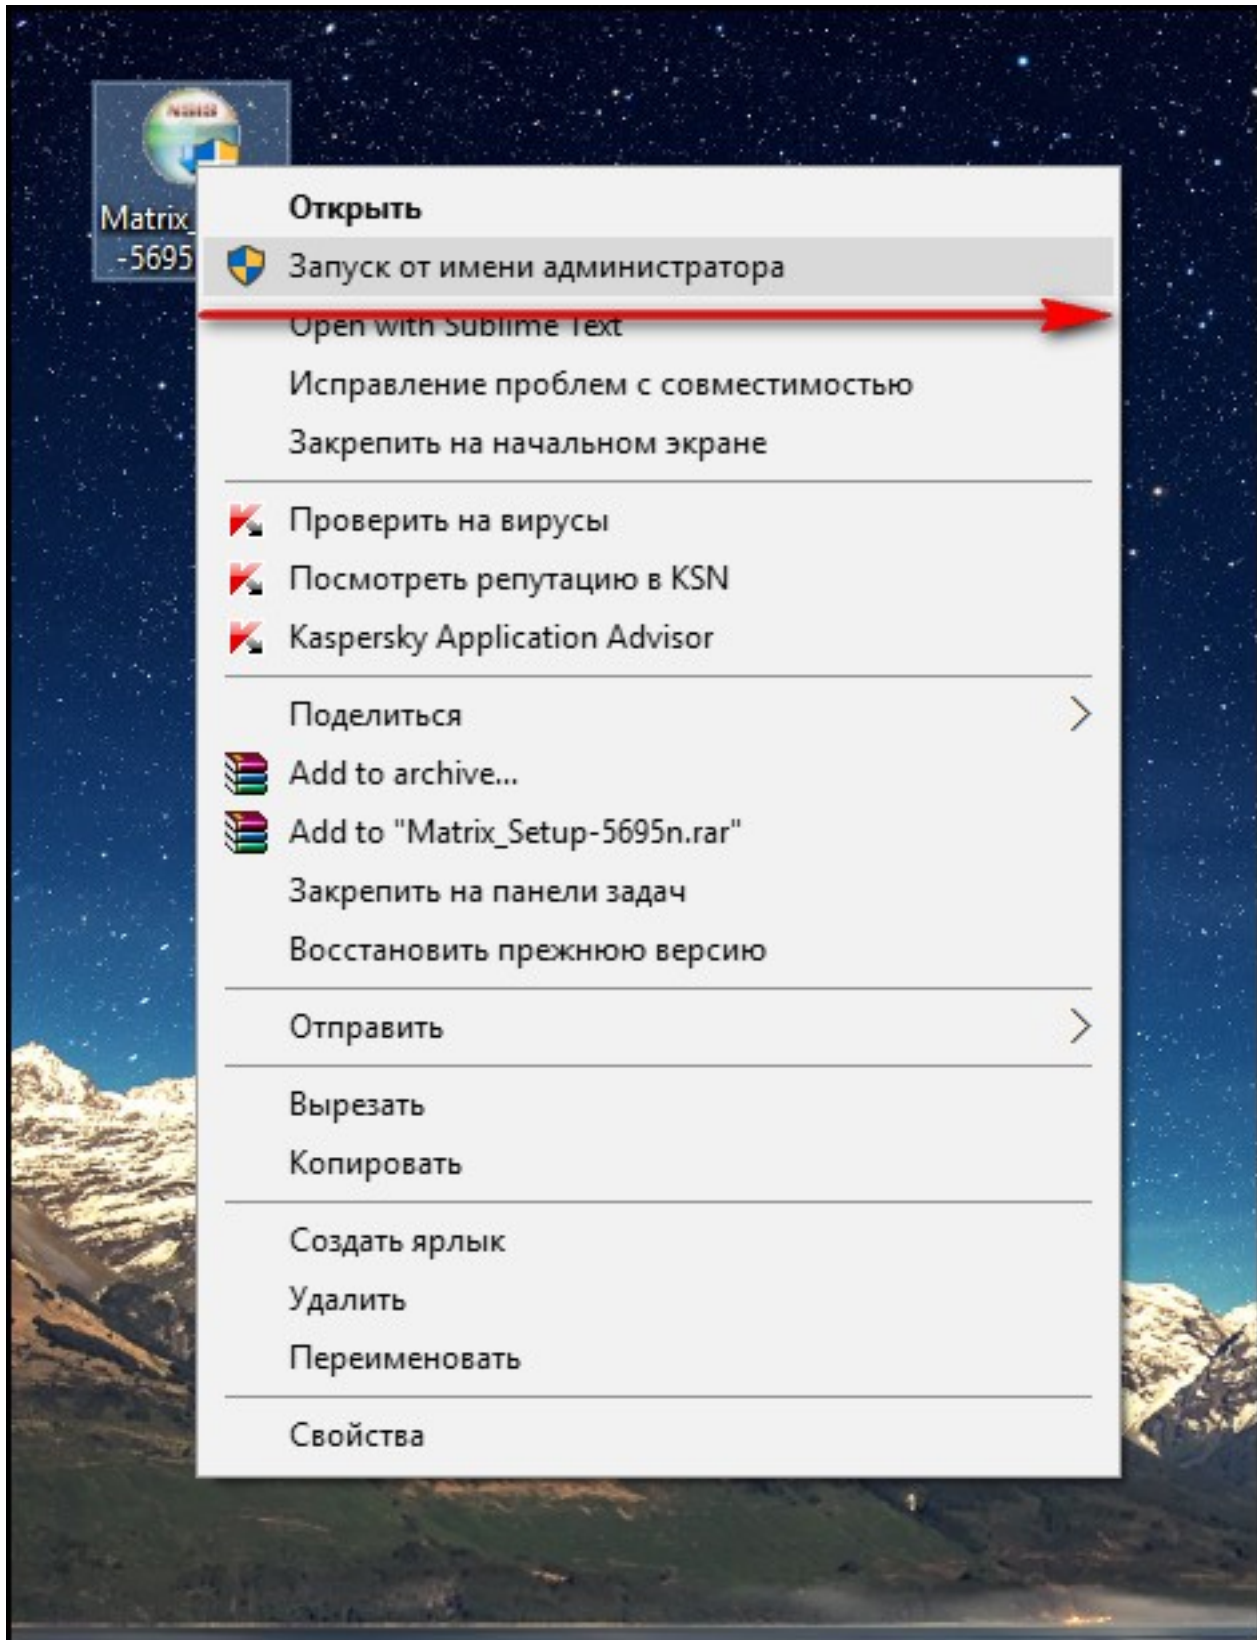 Matrix_
-5695
Открыть
Запуск от имени администратора
Open with Sublime Text
Исправление проблем с совместимостью
Закрепить на начальном экране
Проверить на вирусы
Посмотреть репутацию в KSN
Kaspersky Application Advisor
Поделиться
Add to archive...
Add to "Matrix_Setup-5695n.rar"
Закрепить на панели задач
Восстановить прежнюю версию
Отправить
Вырезать
Копировать
Создать ярлык
Удалить
Переименовать
Свойства